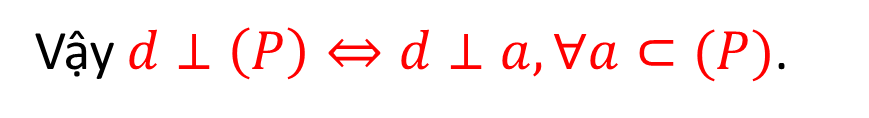 Vậy 𝑑 ⊥ (𝑃) ⇔ 𝑑 ⊥ 𝑎, ∀𝑎 ⊂ (𝑃).